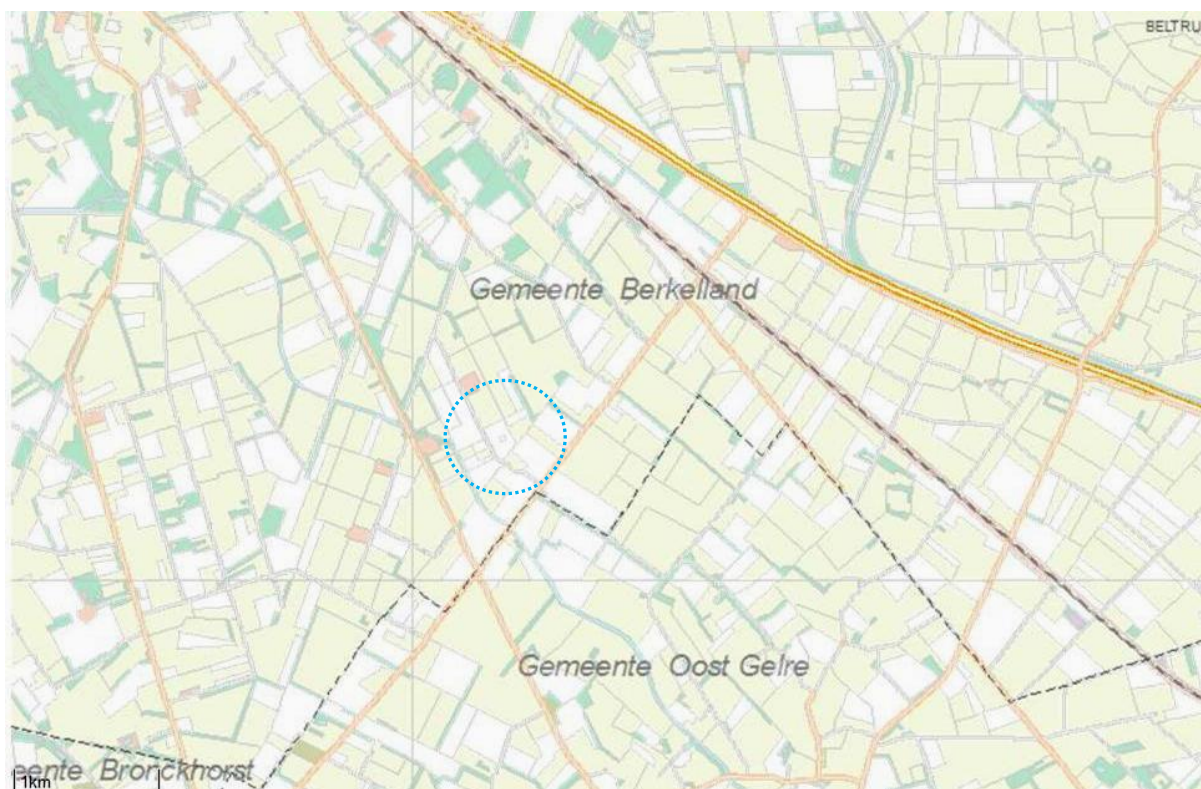 BELTRU
Gemeente Berkelland
Gemeente Oost Gelre
eente Bronckhorst
1km